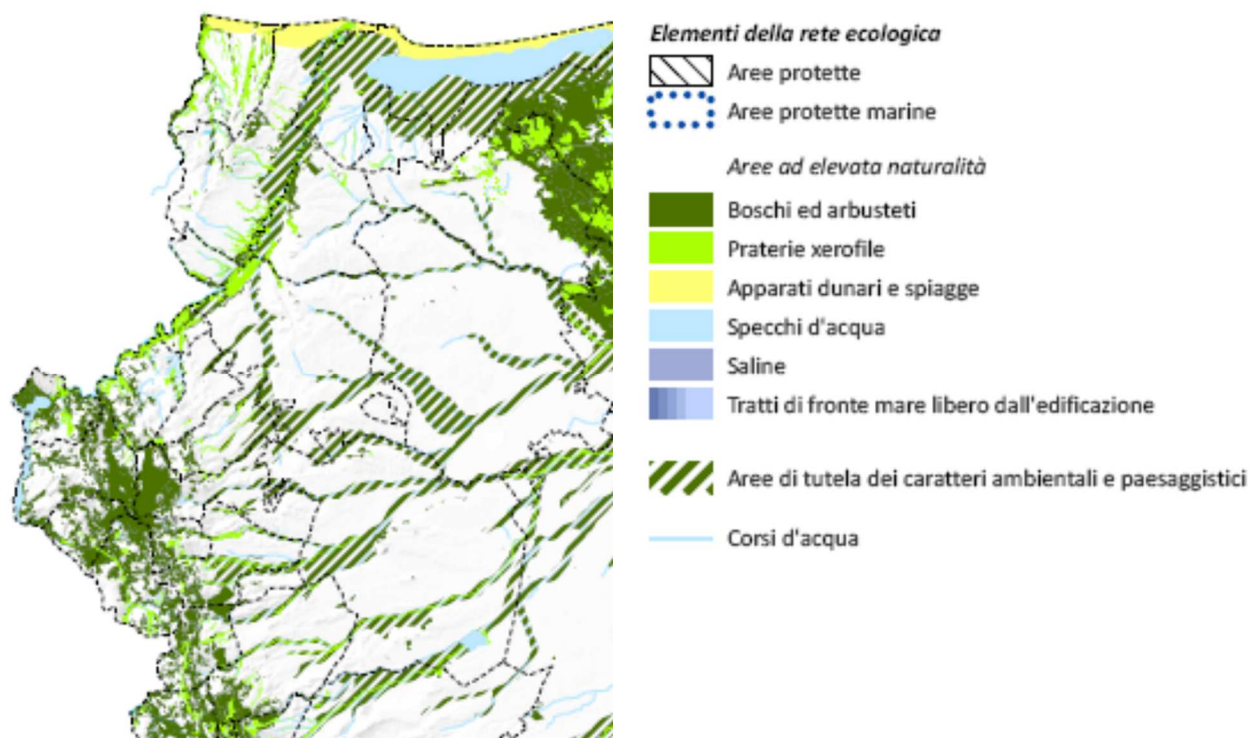 Elementi della rete ecologica
Aree protette
Aree protette marine
Aree ad elevata naturalità
Boschi ed arbusteti
Praterie xerofile
Apparati dunari e spiagge
Specchi d'acqua
Saline
Tratti di fronte mare libero dall'edificazione
Aree di tutela dei caratteri ambientali e paesaggistici
Corsi d'acqua